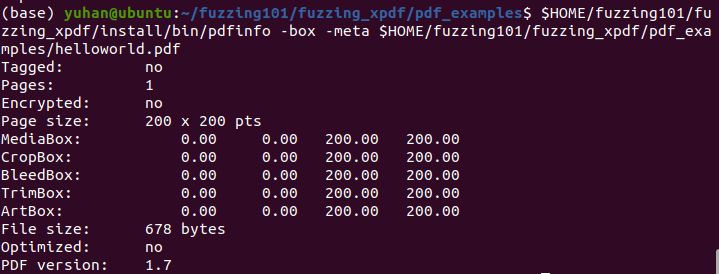 (base) yuhan@ubuntu:~/fuzzing101/fuzzing_xpdf/pdf_examples$ $HOME/fuzzing101/fu
zzing_xpdf/install/bin/pdfinfo -box -meta $HOME/fuzzing101/fuzzing_xpdf/pdf_exa
mples/helloworld.pdf
Tagged:         no
Pages:          1
Encrypted:      no
Page size:      200 x 200 pts
MediaBox:           0.00     0.00   200.00   200.00
CropBox:            0.00     0.00   200.00   200.00
BleedBox:           0.00     0.00   200.00   200.00
TrimBox:            0.00     0.00   200.00   200.00
ArtBox:             0.00     0.00   200.00   200.00
File size:      678 bytes
Optimized:      no
PDF version:    1.7